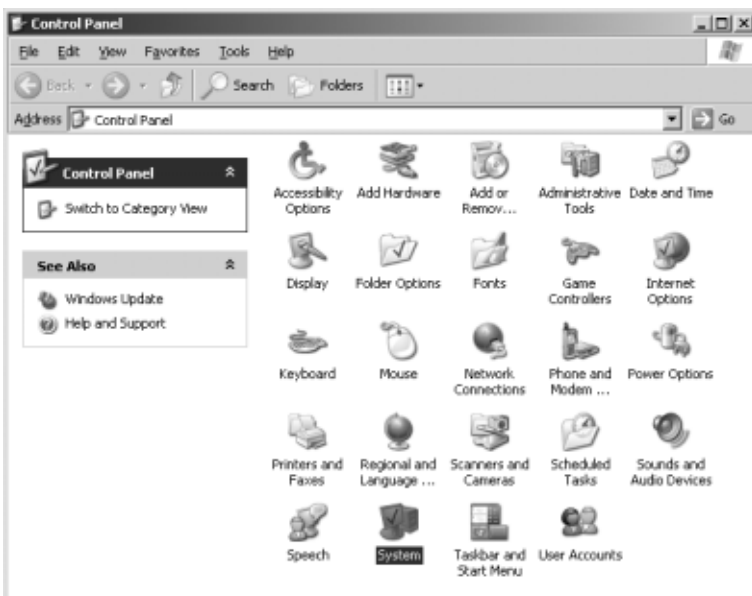 Control Panel
File Edit View Favorites Tools Help
Back Search Folders
Address Control Panel Go
Control Panel
Switch to Category View
See Also
Windows Update
Help and Support
Accessibility Options
Add Hardware
Add or Remov...
Administrative Tools
Date and Time
Display
Folder Options
Fonts
Game Controllers
Internet Options
Keyboard
Mouse
Network Connections
Phone and Modem ...
Power Options
Printers and Faxes
Regional and Language ...
Scanners and Cameras
Scheduled Tasks
Sounds and Audio Devices
Speech
System
Taskbar and Start Menu
User Accounts